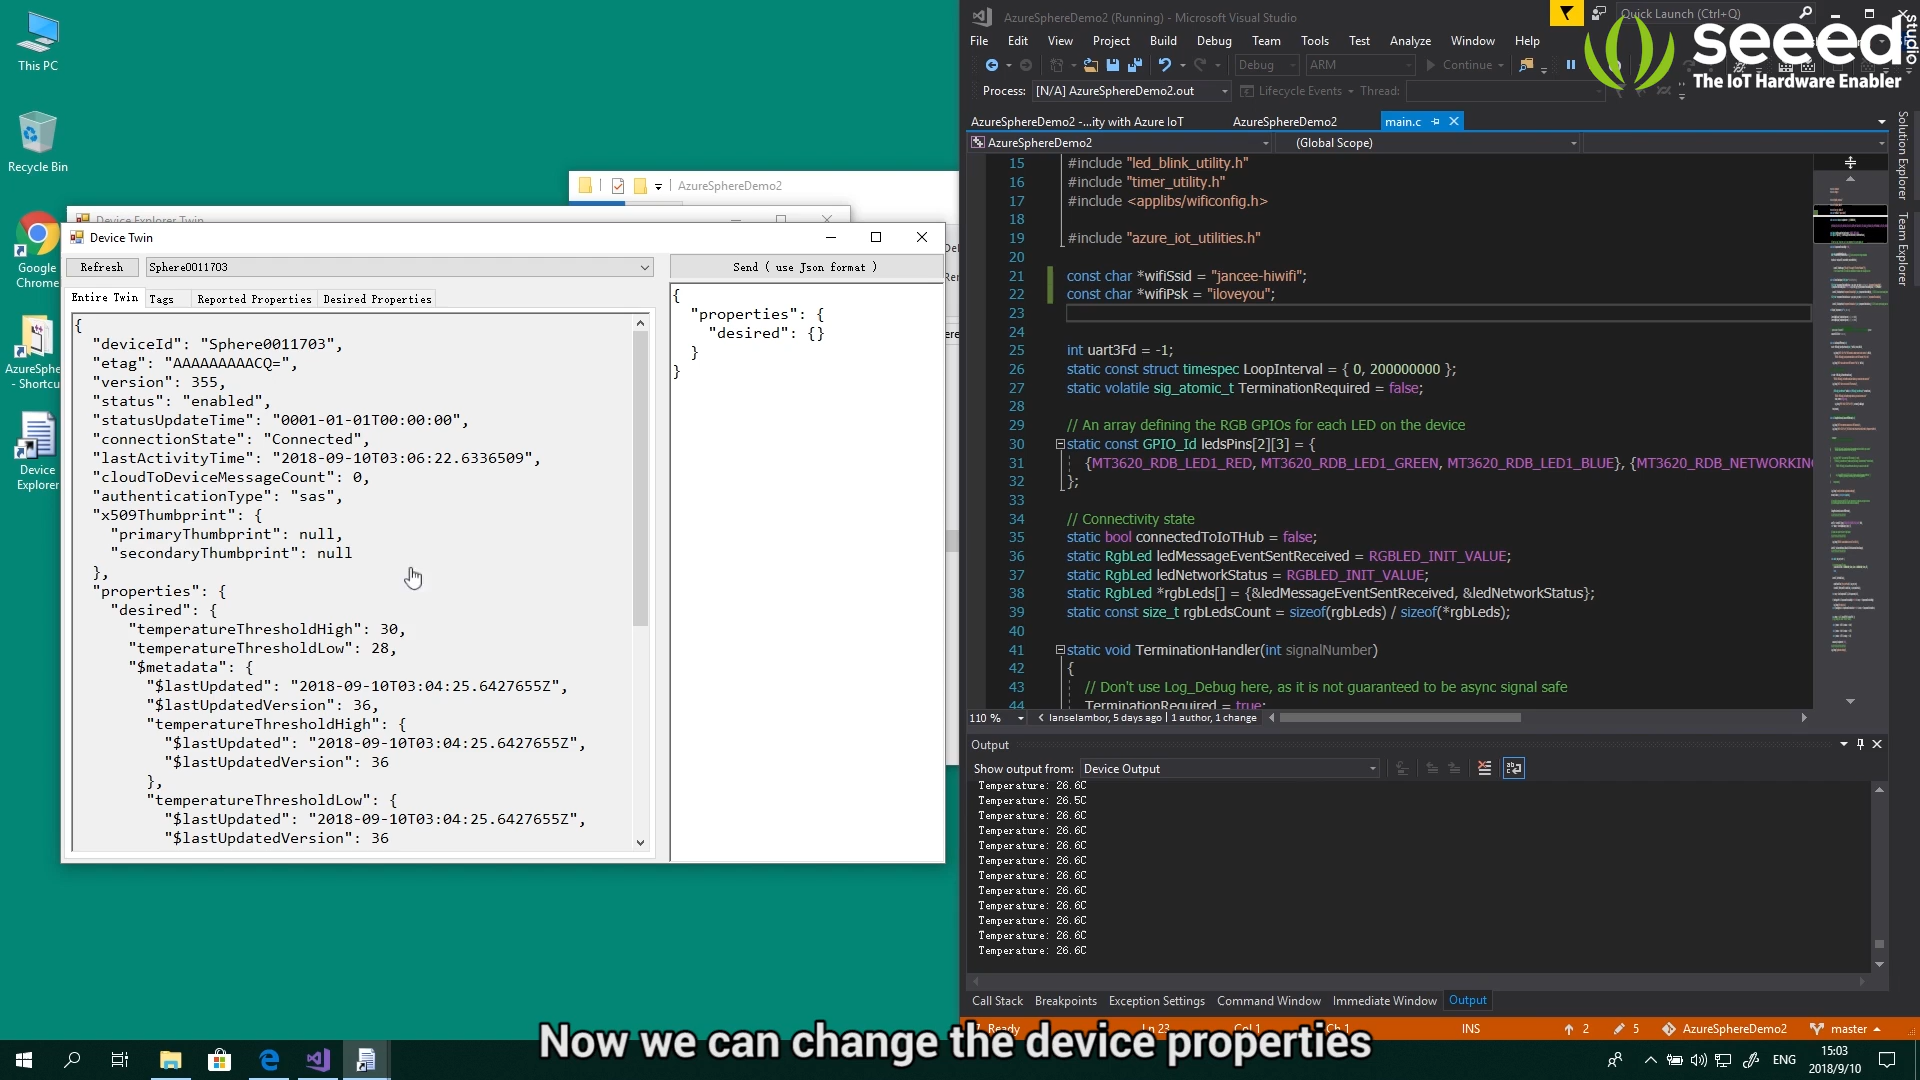 This PC
Recycle Bin
Google
Chrome
AzureSphe...
- Shortcu...
Device
Explorer
AzureSphereDemo2
Device Explorer Twin
Device Twin
Refresh
Sphere0011703
Send ( use Json format )
Entire Twin Tags Reported Properties Desired Properties
{
"deviceId": "Sphere0011703",
"etag": "AAAAAAAAACQ=",
"version": 355,
"status": "enabled",
"statusUpdateTime": "0001-01-01T00:00:00",
"connectionState": "Connected",
"lastActivityTime": "2018-09-10T03:06:22.6336509",
"cloudToDeviceMessageCount": 0,
"authenticationType": "sas",
"x509Thumbprint": {
"primaryThumbprint": null,
"secondaryThumbprint": null
},
"properties": {
"desired": {
"temperatureThresholdHigh": 30,
"temperatureThresholdLow": 28,
"$metadata": {
"$lastUpdated": "2018-09-10T03:04:25.6427655Z",
"$lastUpdatedVersion": 36,
"temperatureThresholdHigh": {
"$lastUpdated": "2018-09-10T03:04:25.6427655Z",
"$lastUpdatedVersion": 36
},
"temperatureThresholdLow": {
"$lastUpdated": "2018-09-10T03:04:25.6427655Z",
"$lastUpdatedVersion": 36
{
"properties": {
"desired": {}
}
}
AzureSphereDemo2 (Running) - Microsoft Visual Studio
Quick Launch (Ctrl+Q)
seeed studio
The IoT Hardware Enabler
File Edit View Project Build Debug Team Tools Test Analyze Window Help
Debug ARM Continue
Process: [N/A] AzureSphereDemo2.out Lifecycle Events Thread:
AzureSphereDemo2 -...ity with Azure IoT AzureSphereDemo2 main.c
AzureSphereDemo2 (Global Scope)
Solution Explorer
Team Explorer
15 #include "led_blink_utility.h"
16 #include "timer_utility.h"
17 #include <applibs/wificonfig.h>
18
19 #include "azure_iot_utilities.h"
20
21 const char *wifiSsid = "jancee-hiwifi";
22 const char *wifiPsk = "iloveyou";
23
24
25 int uart3Fd = -1;
26 static const struct timespec LoopInterval = { 0, 200000000 };
27 static volatile sig_atomic_t TerminationRequired = false;
28
29 // An array defining the RGB GPIOs for each LED on the device
30 static const GPIO_Id ledsPins[2][3] = {
31 {MT3620_RDB_LED1_RED, MT3620_RDB_LED1_GREEN, MT3620_RDB_LED1_BLUE}, {MT3620_RDB_NETWORKING
32 };
33
34 // Connectivity state
35 static bool connectedToIoTHub = false;
36 static RgbLed ledMessageEventSentReceived = RGBLED_INIT_VALUE;
37 static RgbLed ledNetworkStatus = RGBLED_INIT_VALUE;
38 static RgbLed *rgbLeds[] = {&ledMessageEventSentReceived, &ledNetworkStatus};
39 static const size_t rgbLedsCount = sizeof(rgbLeds) / sizeof(*rgbLeds);
40
41 static void TerminationHandler(int signalNumber)
42 {
43 // Don't use Log_Debug here, as it is not guaranteed to be async signal safe
44 TerminationRequired = true;
110 % lanselambor, 5 days ago | 1 author, 1 change
Output
Show output from: Device Output
Temperature: 26.6C
Temperature: 26.5C
Temperature: 26.6C
Temperature: 26.6C
Temperature: 26.6C
Temperature: 26.6C
Temperature: 26.6C
Temperature: 26.6C
Temperature: 26.6C
Temperature: 26.6C
Temperature: 26.6C
Temperature: 26.6C
Call Stack Breakpoints Exception Settings Command Window Immediate Window Output
Ready Ln 23 Col 1 Ch 1 INS 2 5 AzureSphereDemo2 master
Now we can change the device properties
ENG
15:03
2018/9/10